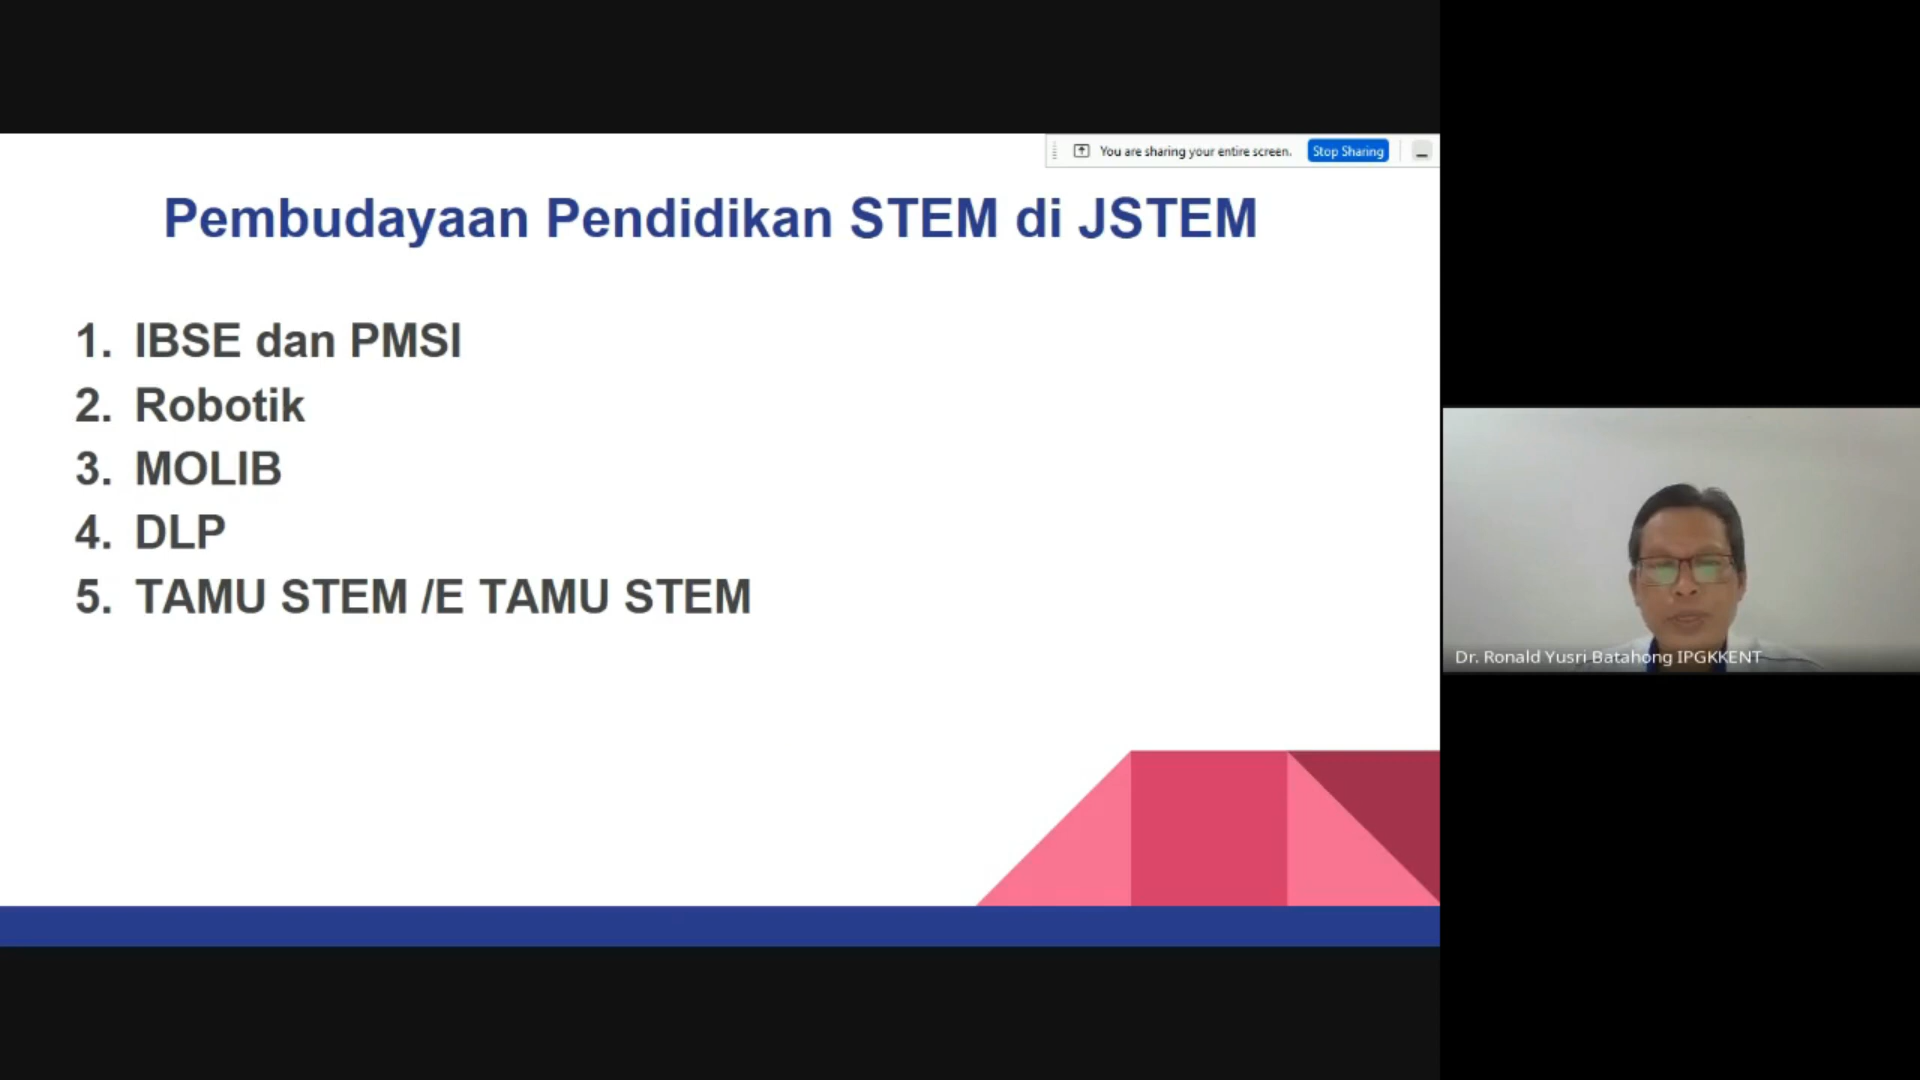 You are sharing your entire screen. Stop Sharing
Pembudayaan Pendidikan STEM di JSTEM
1. IBSE dan PMSI
2. Robotik
3. MOLIB
4. DLP
5. TAMU STEM /E TAMU STEM
Dr. Ronald Yusri Batahong IPGKKENT